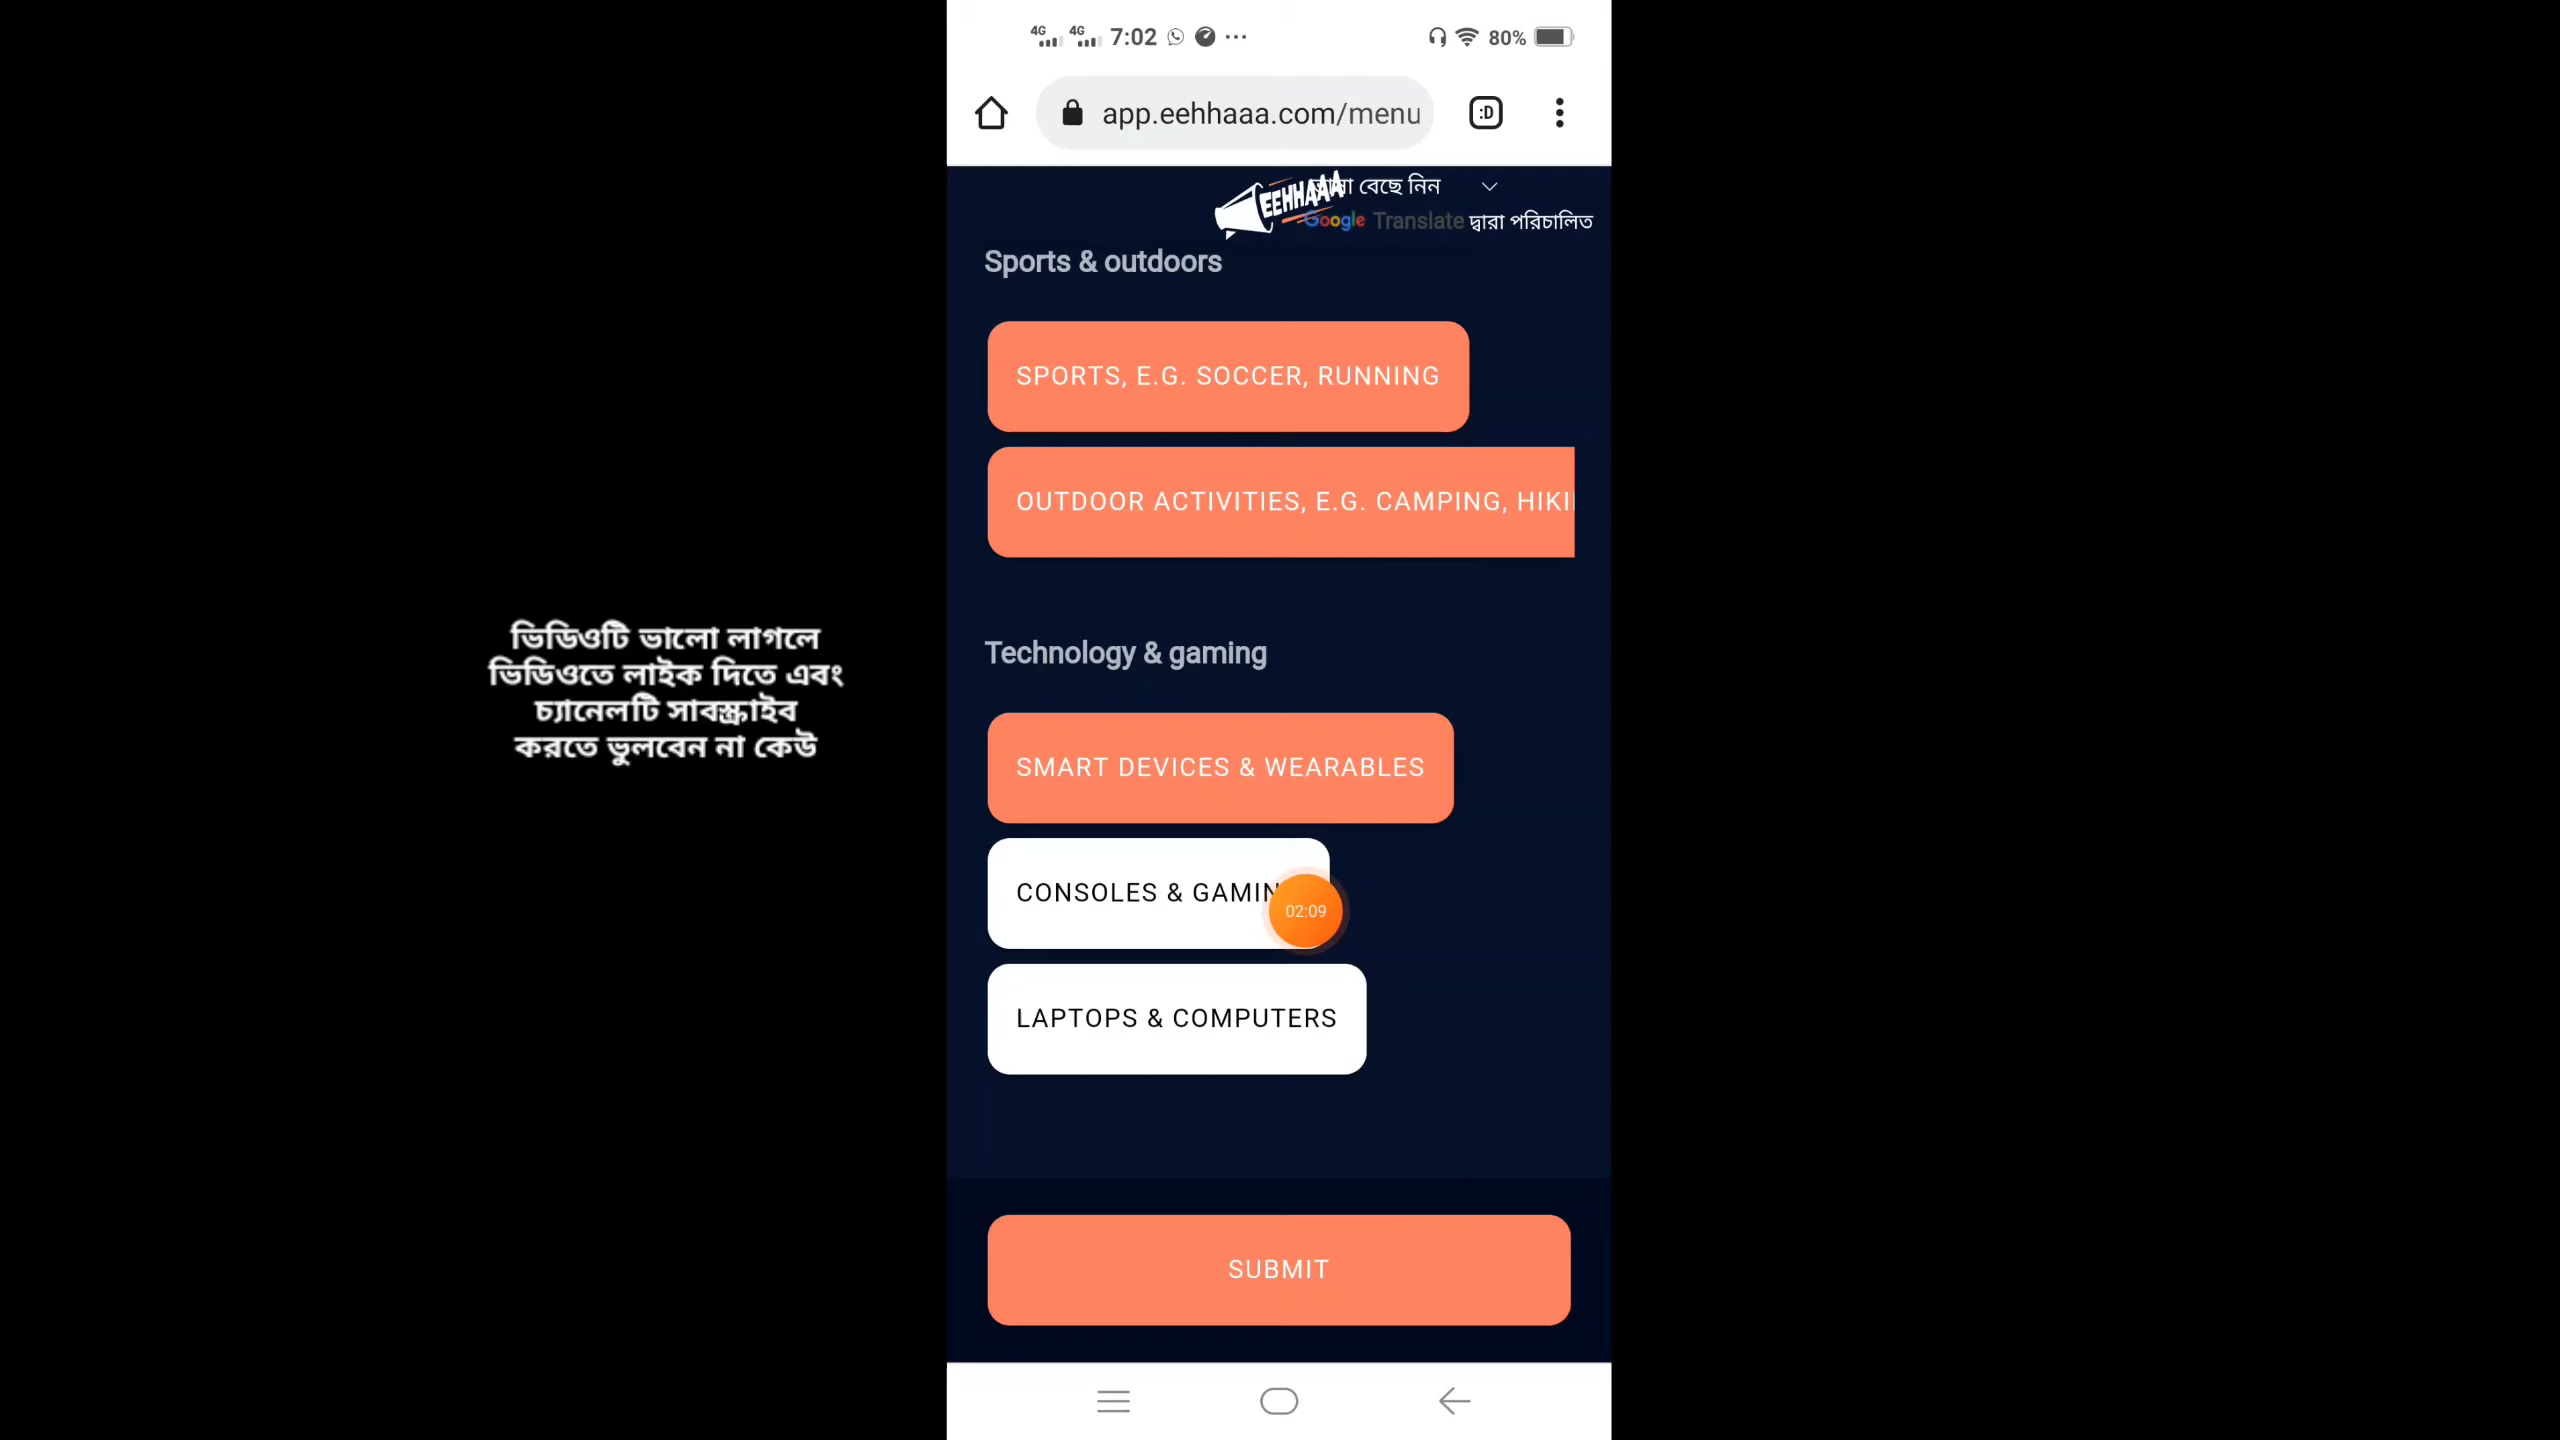 4G 4G 7:02 80%
app.eehhaaa.com/menu
:D
EEHHAAA
বেছে নিন
Google Translate দ্বারা পরিচালিত
Sports & outdoors
SPORTS, E.G. SOCCER, RUNNING
OUTDOOR ACTIVITIES, E.G. CAMPING,
ভিডিওটি ভালো লাগলে
ভিডিওতে লাইক দিতে এবং
চ্যানেলটি সাবস্ক্রাইব
করতে ভুলবেন না কেউ
Technology & gaming
SMART DEVICES & WEARABLES
CONSOLES &
02:09
LAPTOPS & COMPUTERS
SUBMIT